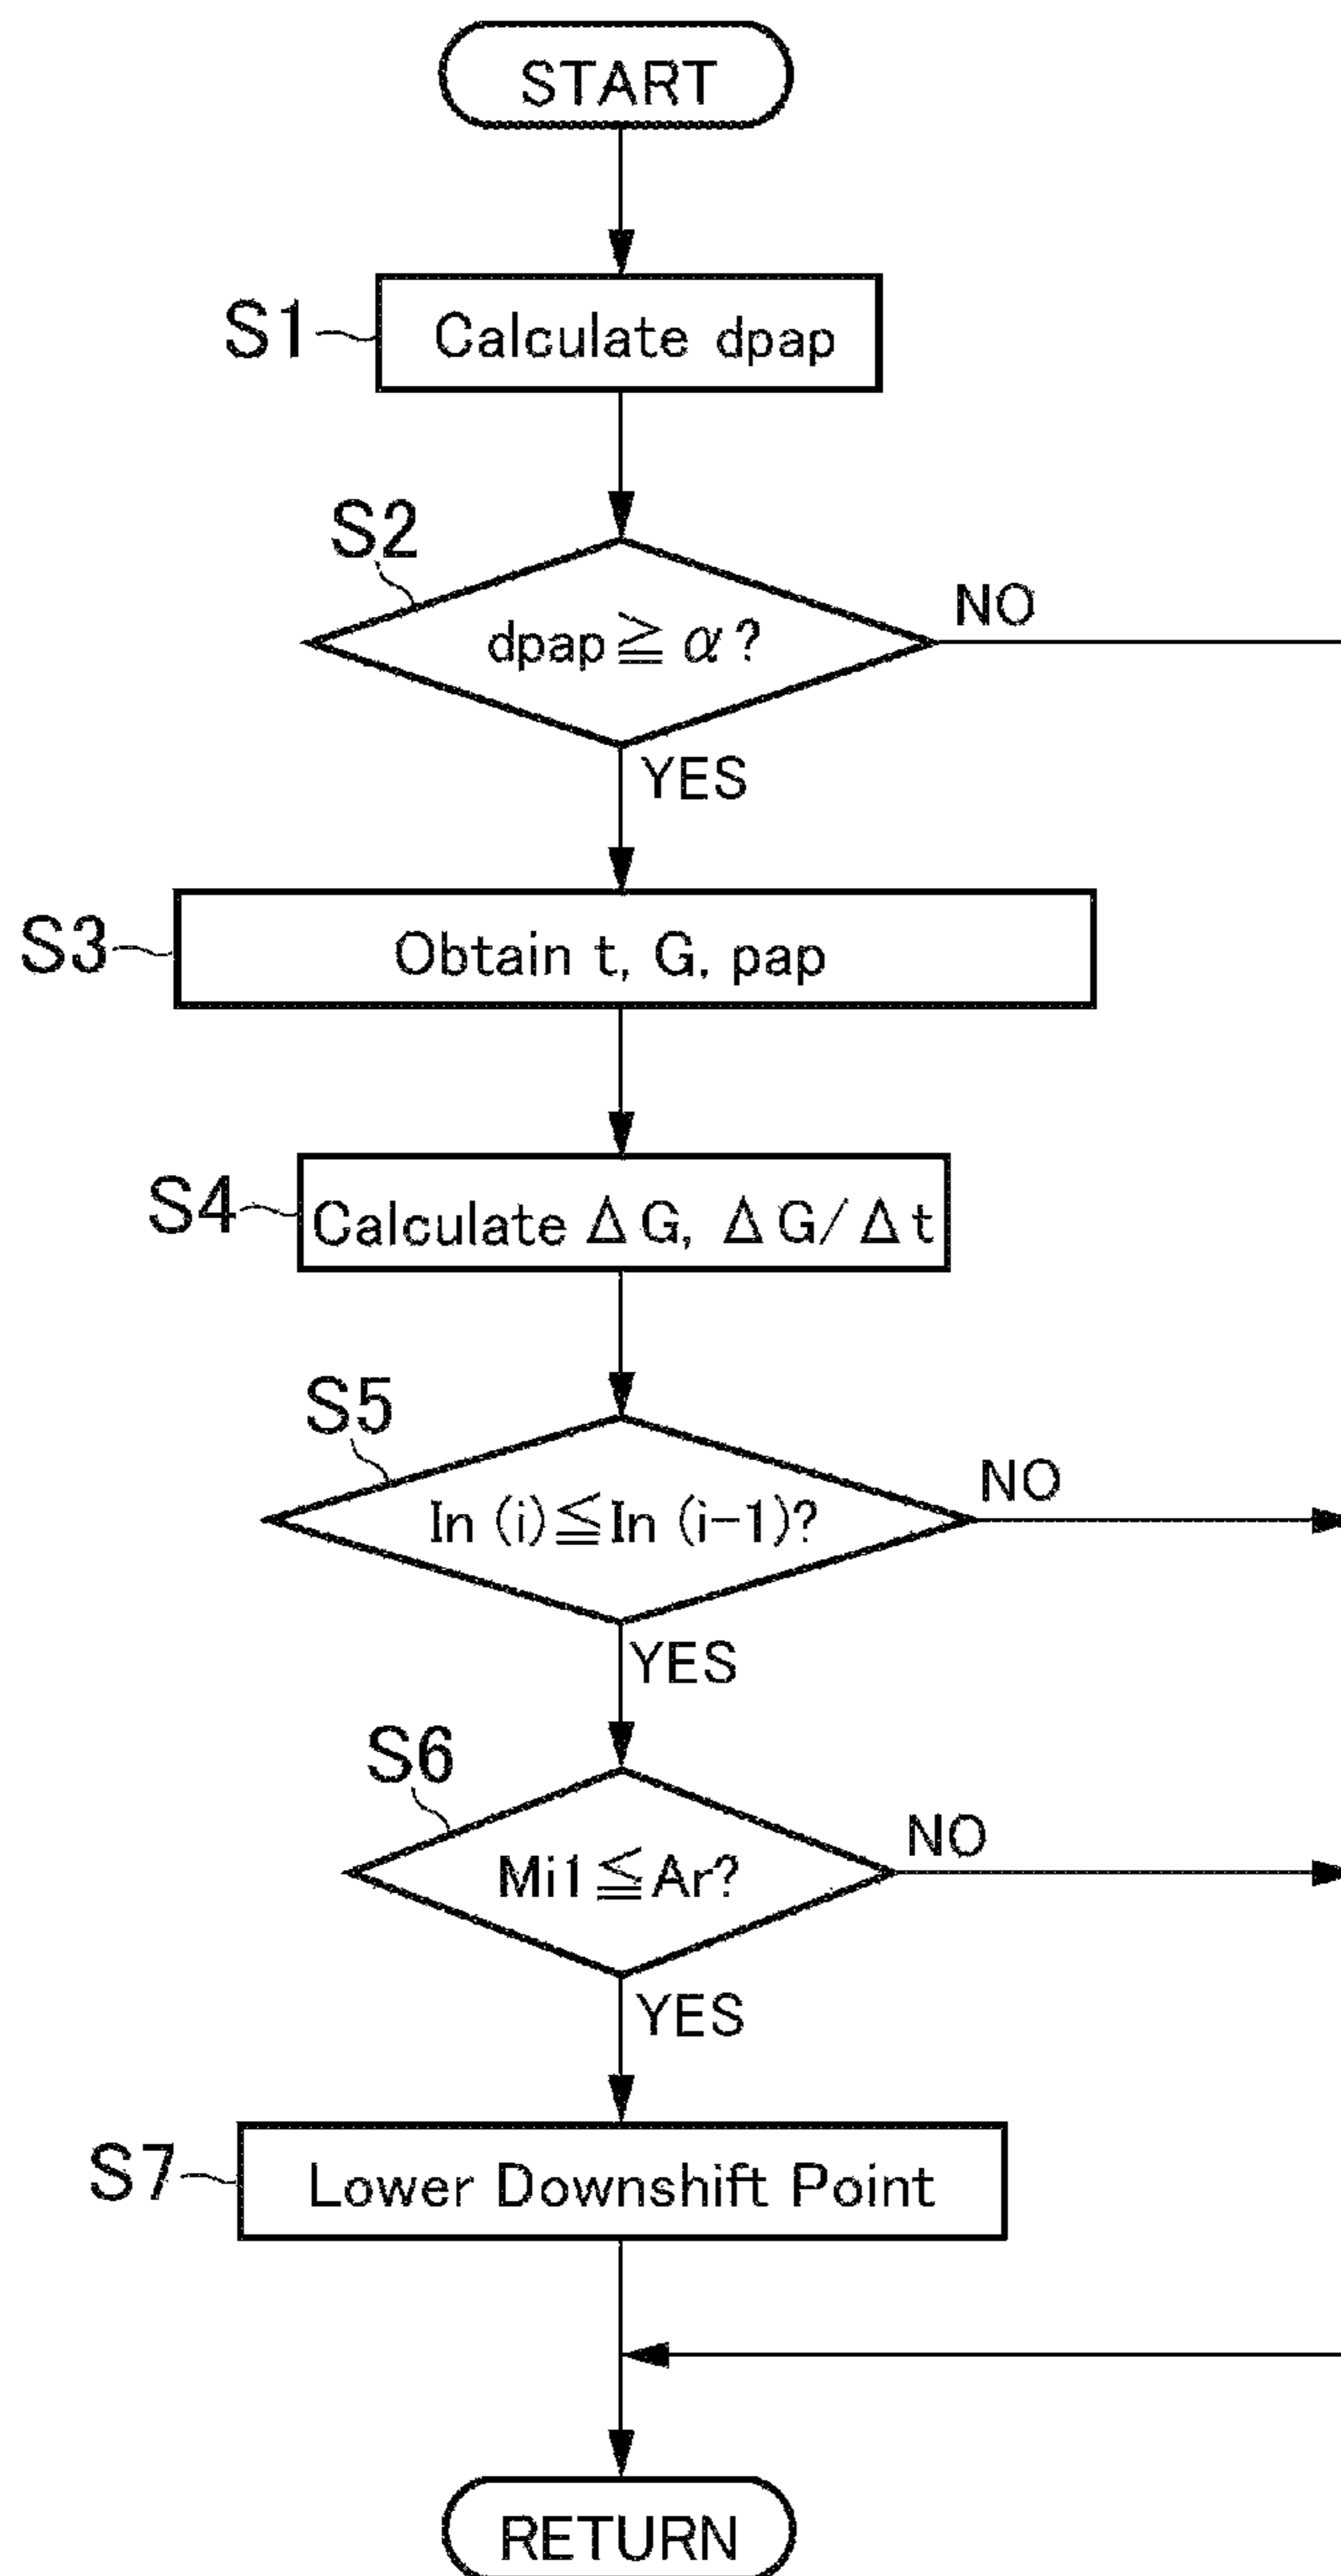 START
S1
Calculate dpap
S2
dpap≧α?
NO
YES
S3
Obtain t, G, pap
S4
Calculate ΔG, ΔG/Δt
S5
In (i)≦In (i-1)?
NO
YES
S6
Mi1≦Ar?
NO
YES
S7
Lower Downshift Point
RETURN